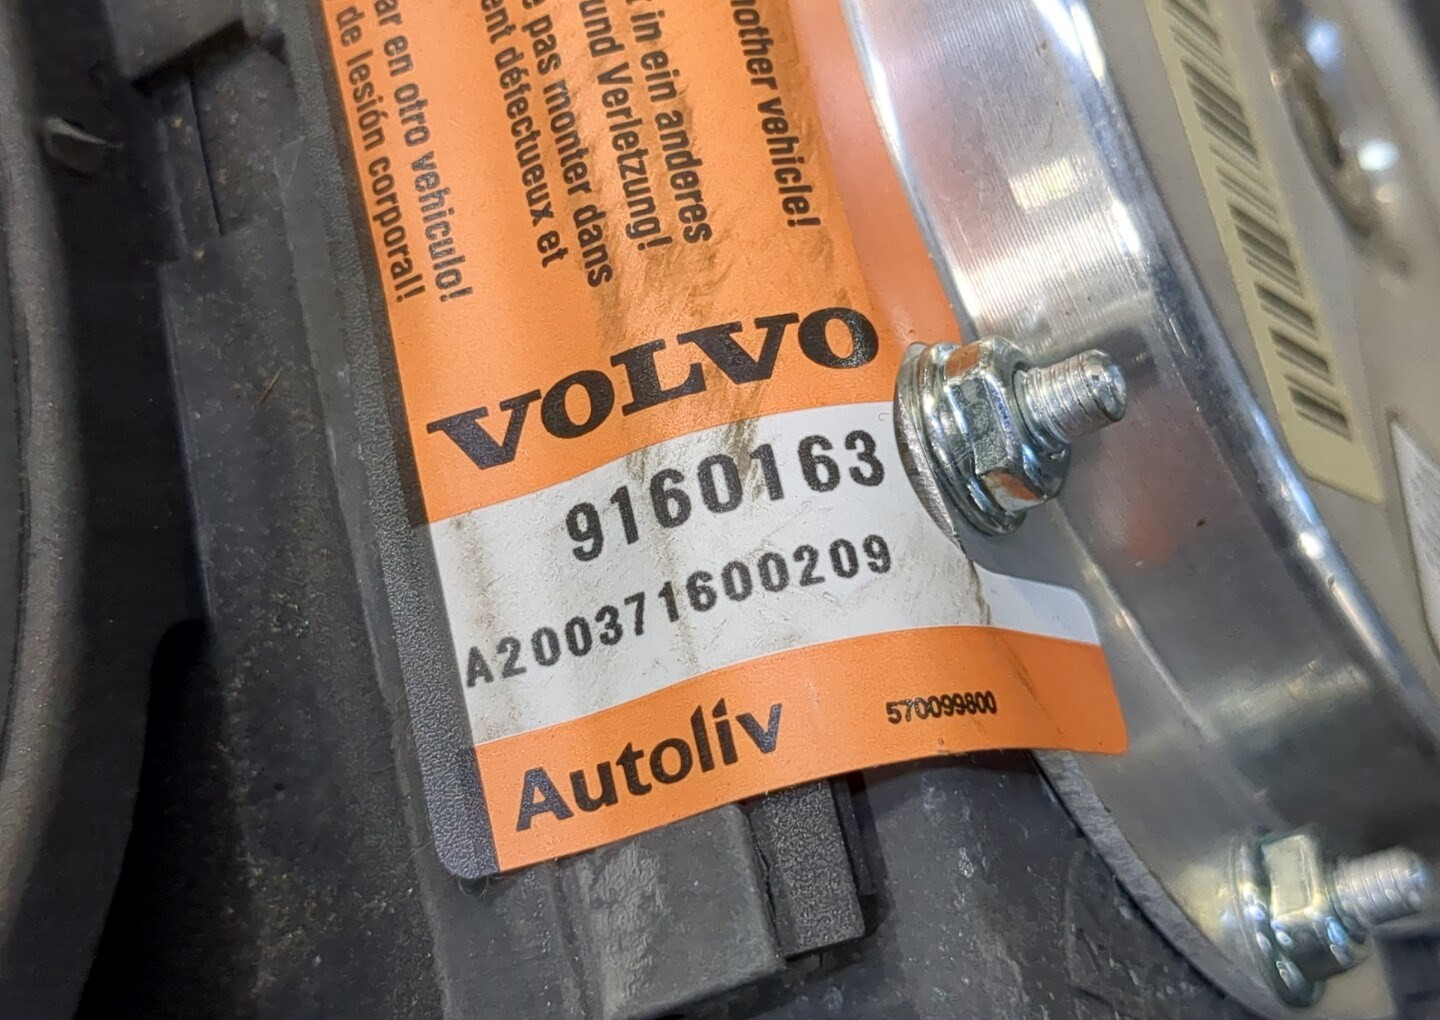 nother vehicle!
in ein anderes
und Verletzung!
pas monter dans
ent défectueux et
ar en otro vehiculo!
de lesión corporal!
VOLVO
9160163
A200371600209
Autoliv
570099800